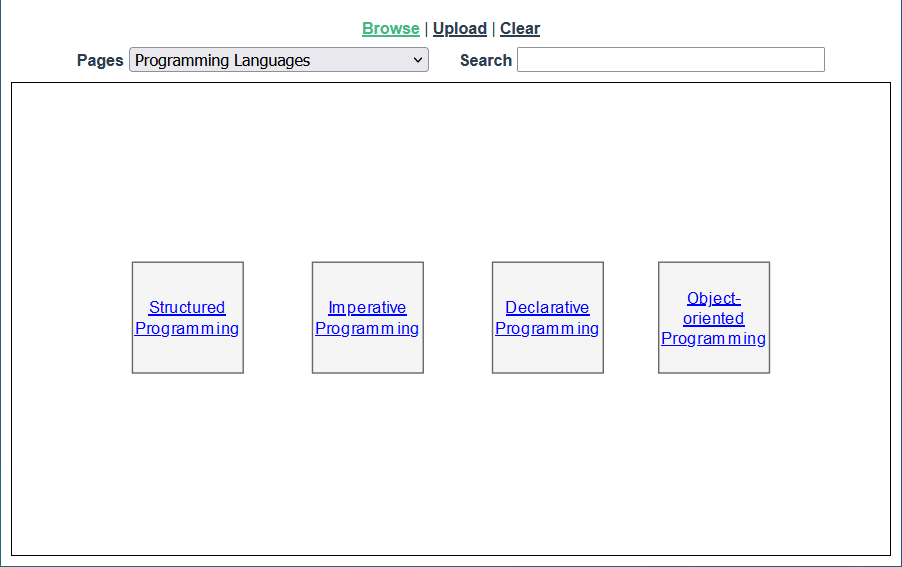 Browse | Upload | Clear
Pages Programming Languages Search
Structured
Programming
Imperative
Programming
Declarative
Programming
Object-
oriented
Programming